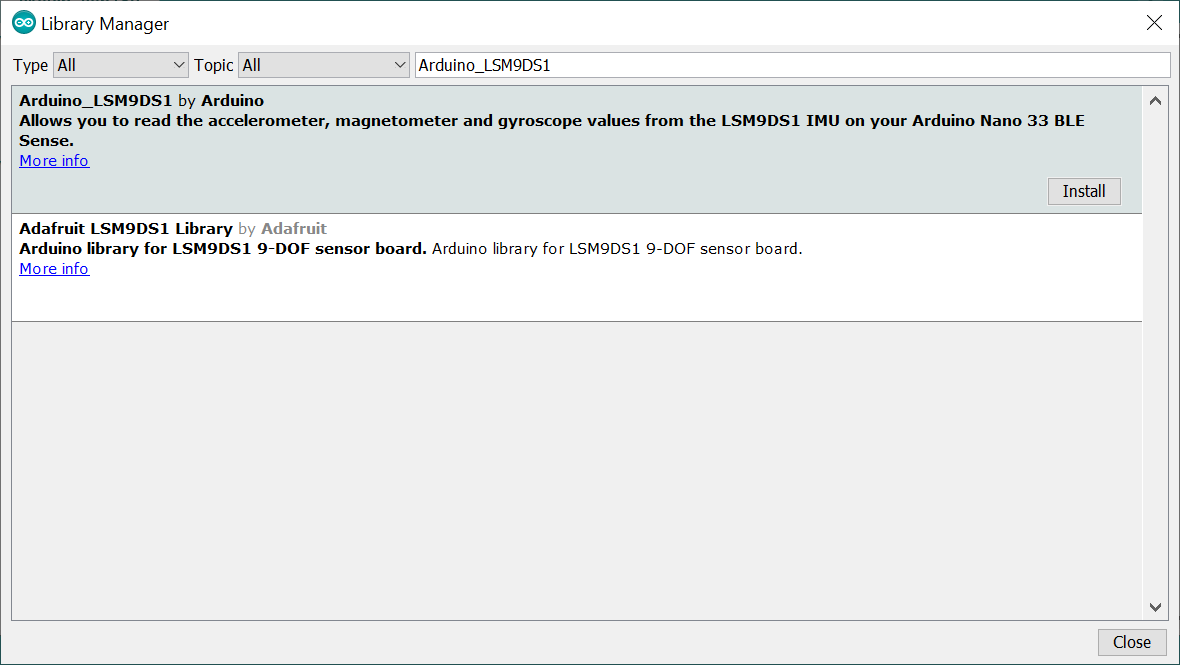 Library Manager
Type All Topic All Arduino_LSM9DS1
Arduino_LSM9DS1 by Arduino
Allows you to read the accelerometer, magnetometer and gyroscope values from the LSM9DS1 IMU on your Arduino Nano 33 BLE
Sense.
More info
Install
Adafruit LSM9DS1 Library by Adafruit
Arduino library for LSM9DS1 9-DOF sensor board. Arduino library for LSM9DS1 9-DOF sensor board.
More info
Close